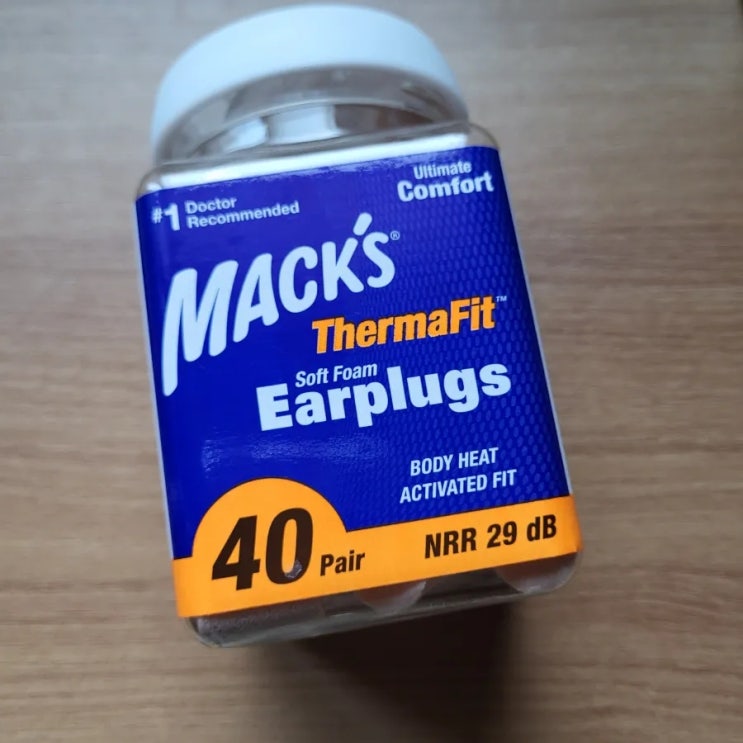 #1 Doctor
Recommended
Ultimate
Comfort
MACK'S®
ThermaFit™
Soft Foam
Earplugs
BODY HEAT
ACTIVATED FIT
40 Pair
NRR 29 dB